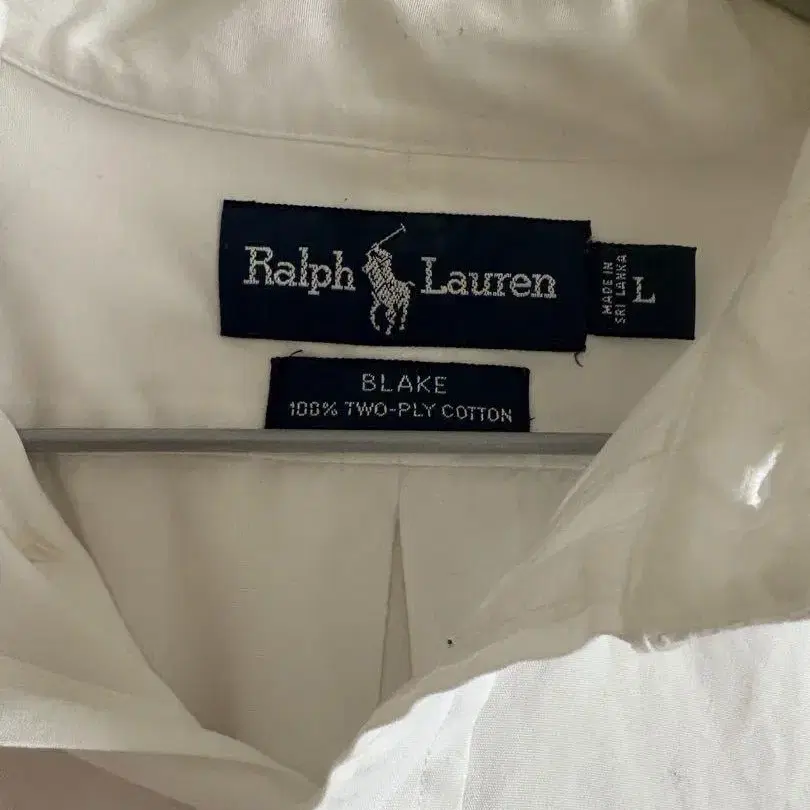 Ralph Lauren
MADE IN
SRI LANKA
L
BLAKE
100% TWO-PLY COTTON